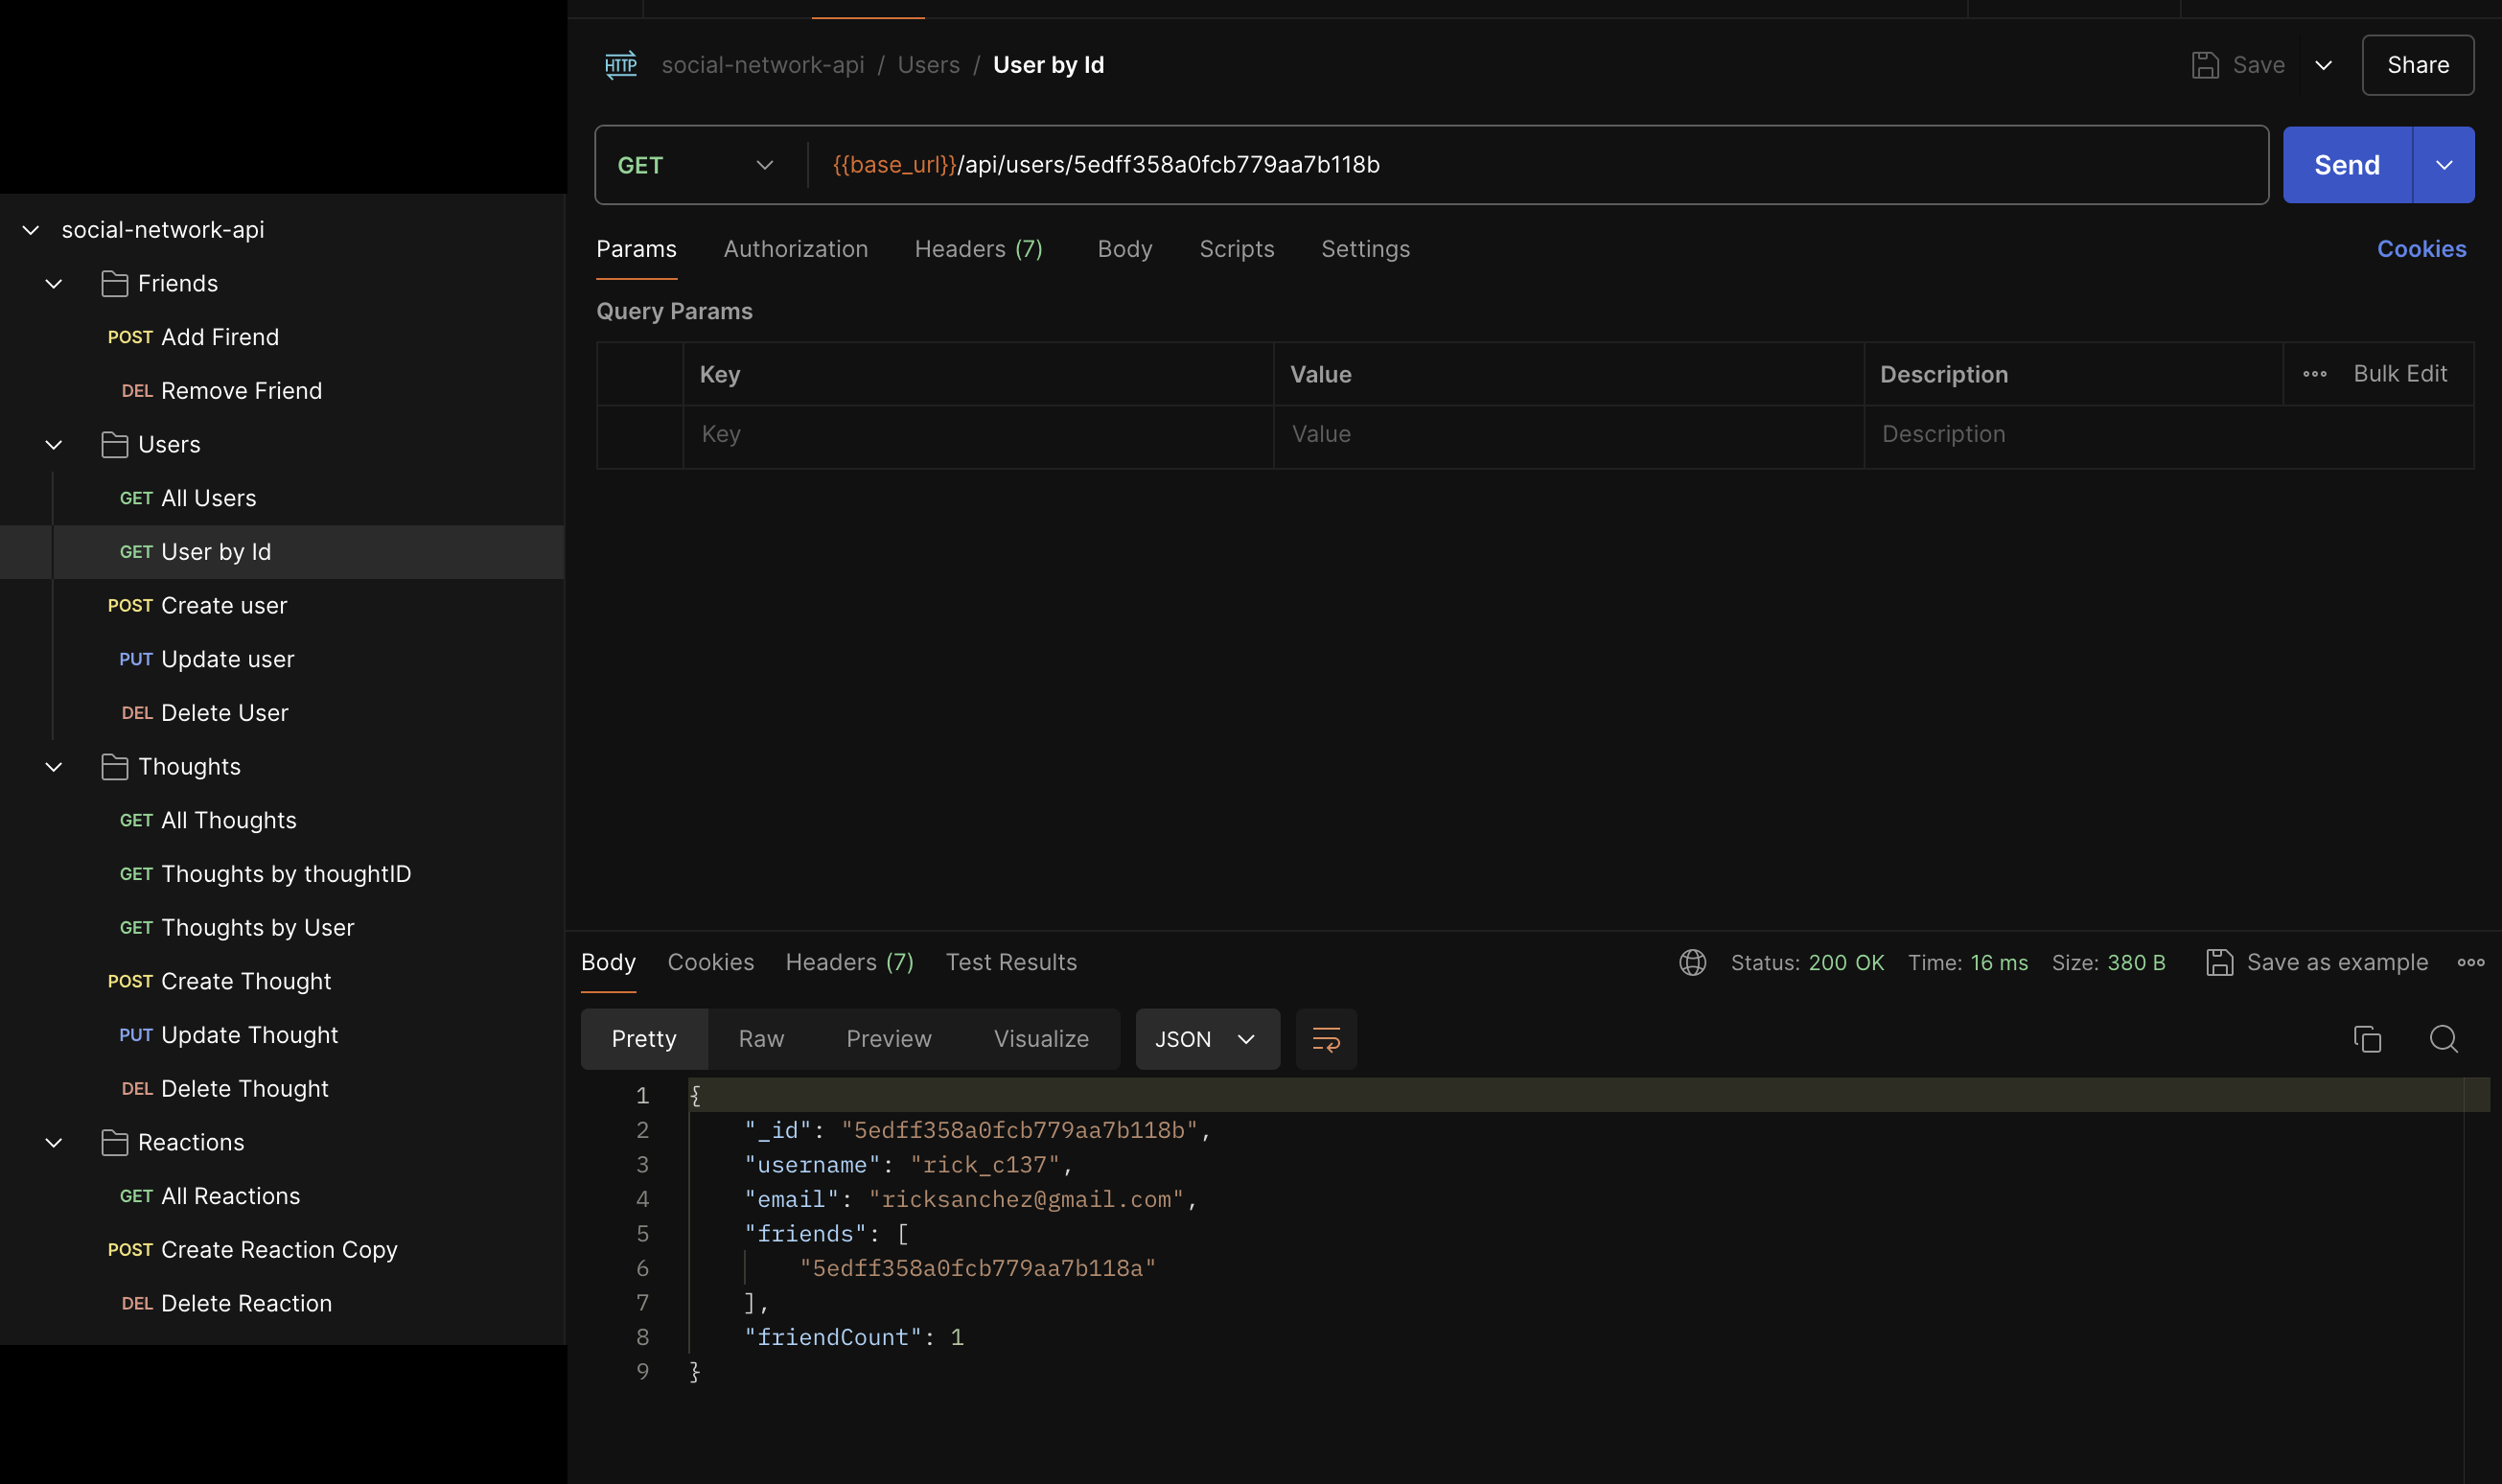 social-network-api
Friends
POST Add Firend
DEL Remove Friend
Users
GET All Users
GET User by Id
POST Create user
PUT Update user
DEL Delete User
Thoughts
GET All Thoughts
GET Thoughts by thoughtID
GET Thoughts by User
POST Create Thought
PUT Update Thought
DEL Delete Thought
Reactions
GET All Reactions
POST Create Reaction Copy
DEL Delete Reaction
HTTP social-network-api / Users / User by Id Save Share
GET {{base_url}}/api/users/5edff358a0fcb779aa7b118b Send
Params Authorization Headers (7) Body Scripts Settings Cookies
Query Params
Key Value Description Bulk Edit
Key Value Description
Body Cookies Headers (7) Test Results Status: 200 OK Time: 16 ms Size: 380 B Save as example
Pretty Raw Preview Visualize JSON
1 {
2 "_id": "5edff358a0fcb779aa7b118b",
3 "username": "rick_c137",
4 "email": "ricksanchez@gmail.com",
5 "friends": [
6 "5edff358a0fcb779aa7b118a"
7 ],
8 "friendCount": 1
9 }